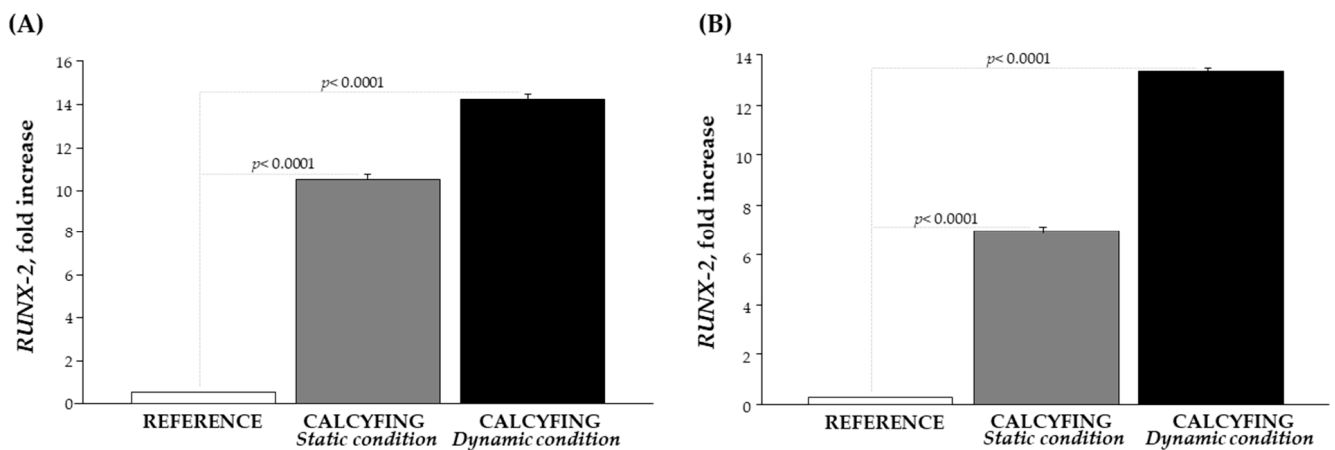 (A)
RUNX-2, fold increase
16
14
12
10
8
6
4
2
0
p< 0.0001
p< 0.0001
REFERENCE
CALCYFING
Static condition
CALCYFING
Dynamic condition
(B)
RUNX-2, fold increase
14
12
10
8
6
4
2
0
p< 0.0001
p< 0.0001
REFERENCE
CALCYFING
Static condition
CALCYFING
Dynamic condition